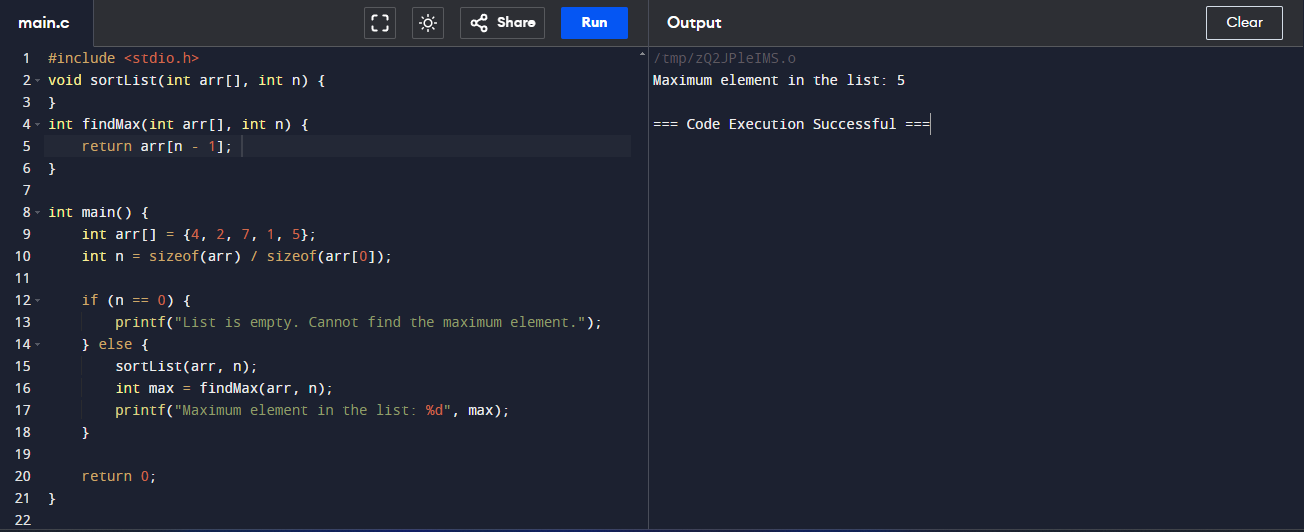 main.c
Share
Run
Output
Clear
1 #include <stdio.h>
2 void sortList(int arr[], int n) {
3 }
4 int findMax(int arr[], int n) {
5     return arr[n - 1];
6 }
7
8 int main() {
9     int arr[] = {4, 2, 7, 1, 5};
10     int n = sizeof(arr) / sizeof(arr[0]);
11
12     if (n == 0) {
13         printf("List is empty. Cannot find the maximum element.");
14     } else {
15         sortList(arr, n);
16         int max = findMax(arr, n);
17         printf("Maximum element in the list: %d", max);
18     }
19
20     return 0;
21 }
22
/tmp/zQ2JPleIMS.o
Maximum element in the list: 5
=== Code Execution Successful ===